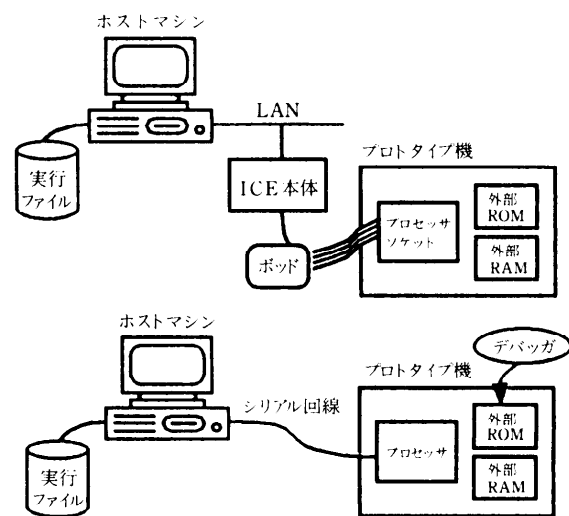 ホストマシン
LAN
実行
ファイル
ICE本体
ポッド
プロトタイプ機
プロセッサ
ソケット
外部
ROM
外部
RAM
ホストマシン
シリアル回線
実行
ファイル
デバッガ
プロトタイプ機
プロセッサ
外部
ROM
外部
RAM